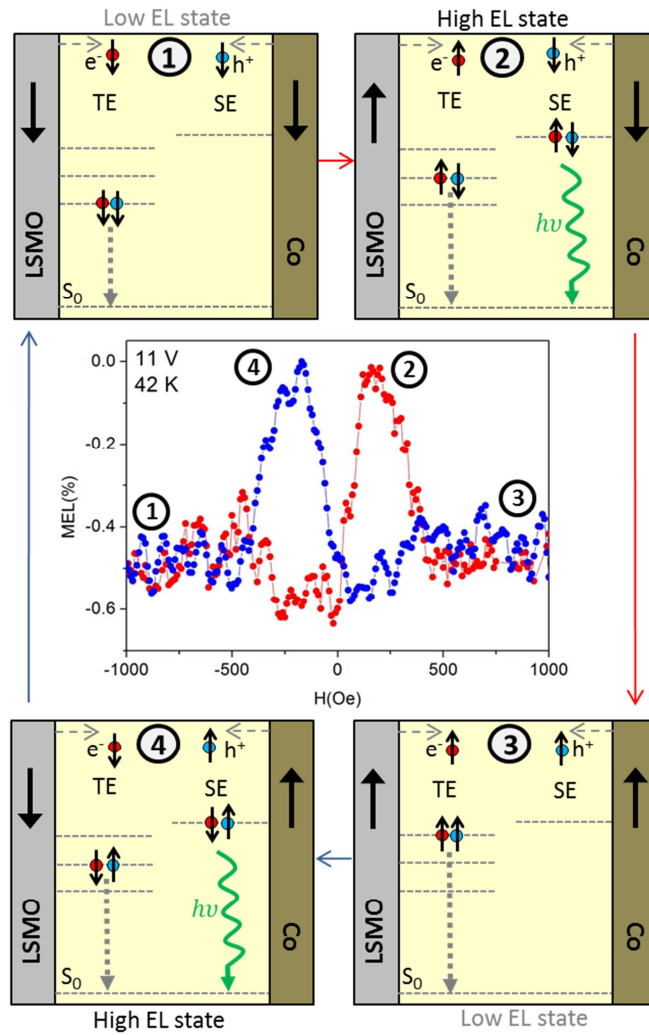 Low EL state
High EL state
e⁻ 1 h⁺
TE SE
LSMO
Co
S₀
e⁻ 2 h⁺
TE SE
LSMO
hν
Co
S₀
11 V
42 K
4
2
1
3
0.0
-0.2
-0.4
-0.6
MEL(%)
-1000 -500 0 500 1000
H(Oe)
e⁻ 4 h⁺
TE SE
LSMO
hν
Co
S₀
e⁻ 3 h⁺
TE SE
LSMO
Co
S₀
High EL state
Low EL state